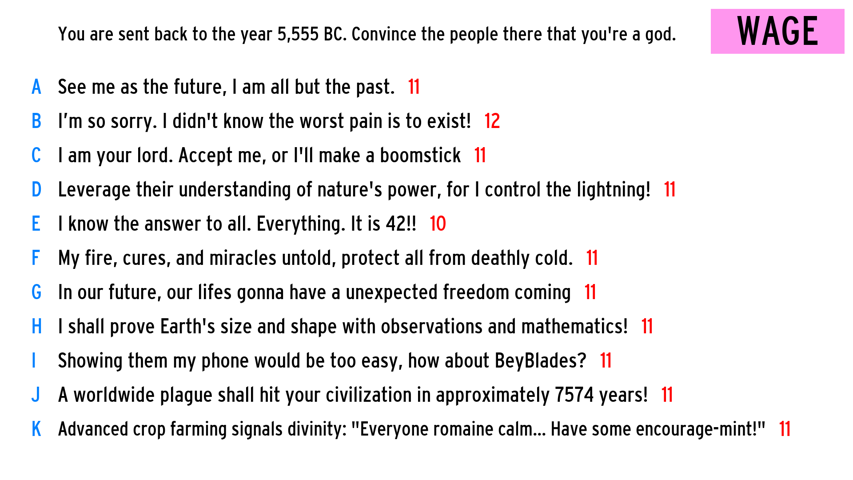 You are sent back to the year 5,555 BC. Convince the people there that you're a god.
WAGE
A See me as the future, I am all but the past. 11
B I'm so sorry. I didn't know the worst pain is to exist! 12
C I am your lord. Accept me, or I'll make a boomstick 11
D Leverage their understanding of nature's power, for I control the lightning! 11
E I know the answer to all. Everything. It is 42!! 10
F My fire, cures, and miracles untold, protect all from deathly cold. 11
G In our future, our lifes gonna have a unexpected freedom coming 11
H I shall prove Earth's size and shape with observations and mathematics! 11
I Showing them my phone would be too easy, how about BeyBlades? 11
J A worldwide plague shall hit your civilization in approximately 7574 years! 11
K Advanced crop farming signals divinity: "Everyone romaine calm... Have some encourage-mint!" 11